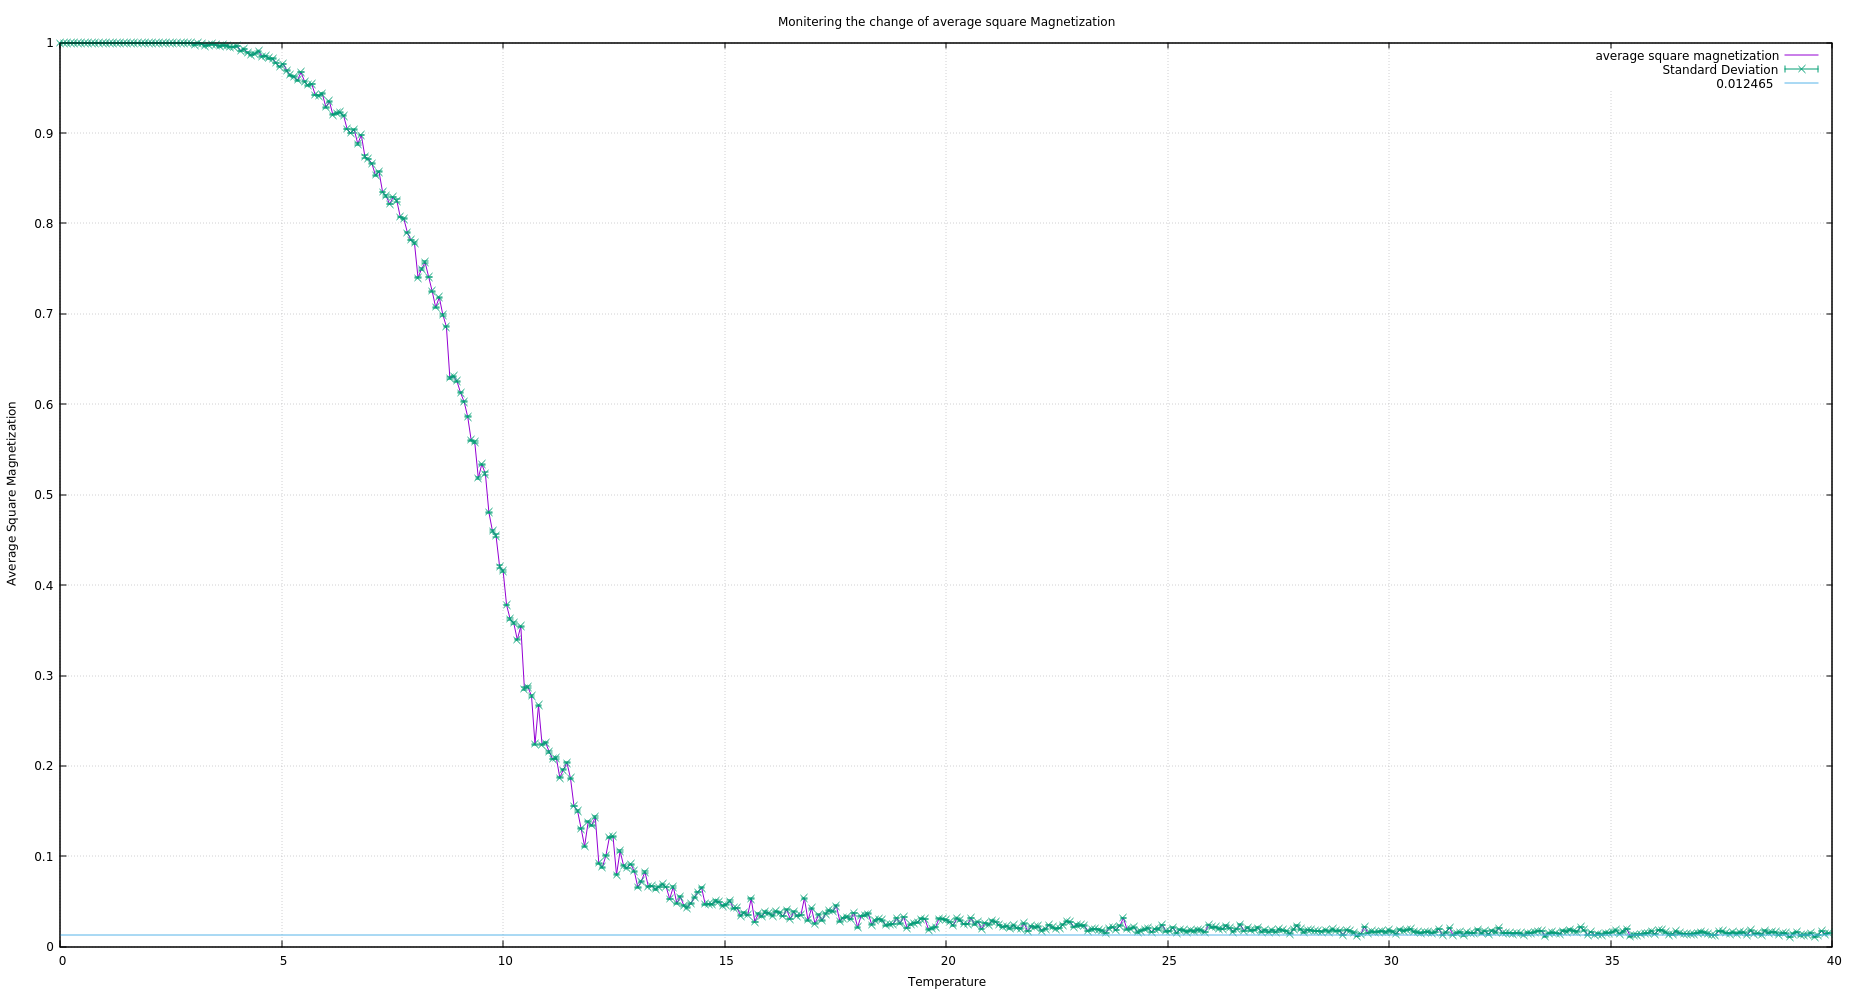 Monitering the change of average square Magnetization
average square magnetization
Standard Deviation
0.012465
1
0.9
0.8
0.7
0.6
0.5
0.4
0.3
0.2
0.1
0
Average Square Magnetization
0 5 10 15 20 25 30 35 40
Temperature